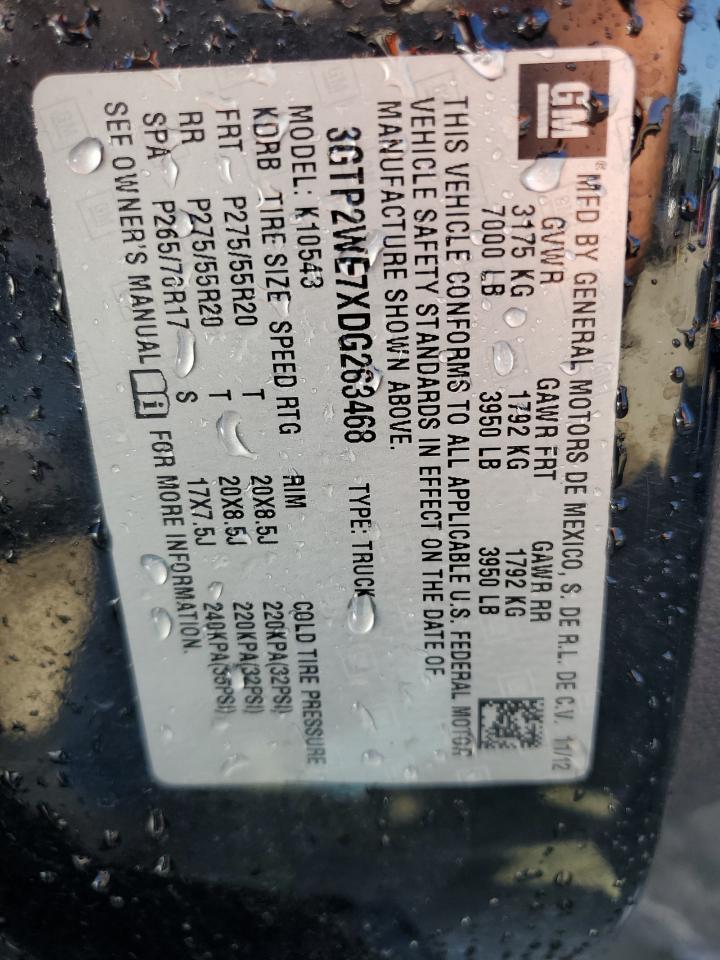 GM ® MFD BY GENERAL MOTORS DE MEXICO, S. DE R.L. DE C.V. 11/12
GVWR GAWR FRT GAWR RR
3175 KG 1792 KG 1792 KG
7000 LB 3950 LB 3950 LB
THIS VEHICLE CONFORMS TO ALL APPLICABLE U.S. FEDERAL MOTOR
VEHICLE SAFETY STANDARDS IN EFFECT ON THE DATE OF
MANUFACTURE SHOWN ABOVE.
3GTP2WE7XDG263468 TYPE: TRUCK
MODEL: K10543
KDRB TIRE SIZE SPEED RTG RIM COLD TIRE PRESSURE
FRT P275/55R20 T 20X8.5J 220KPA(32PSI)
RR P275/55R20 T 20X8.5J 220KPA(32PSI)
SPA P265/70R17 S 17X7.5J 240KPA(35PSI)
SEE OWNER'S MANUAL i FOR MORE INFORMATION.